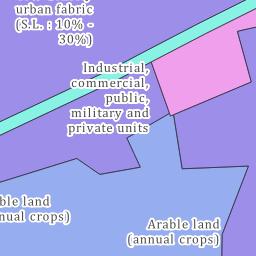 urban fabric
(S.L. : 10% -
30%)
Industrial,
commercial,
public,
military and
private units
ble land
nual crops)
Arable land
(annual crops)